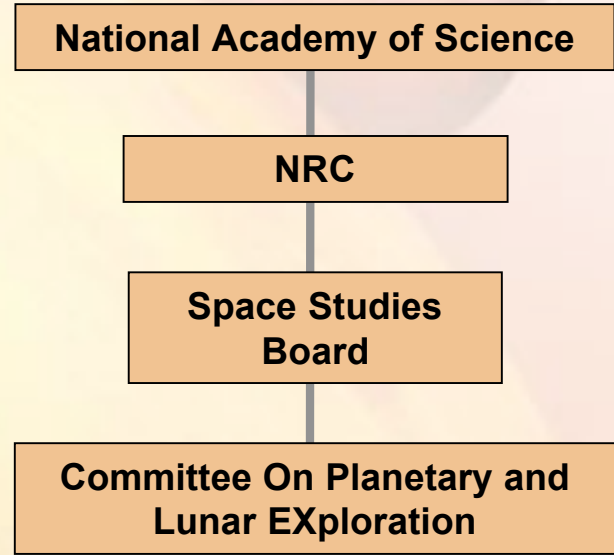 National Academy of Science
NRC
Space Studies
Board
Committee On Planetary and
Lunar EXploration